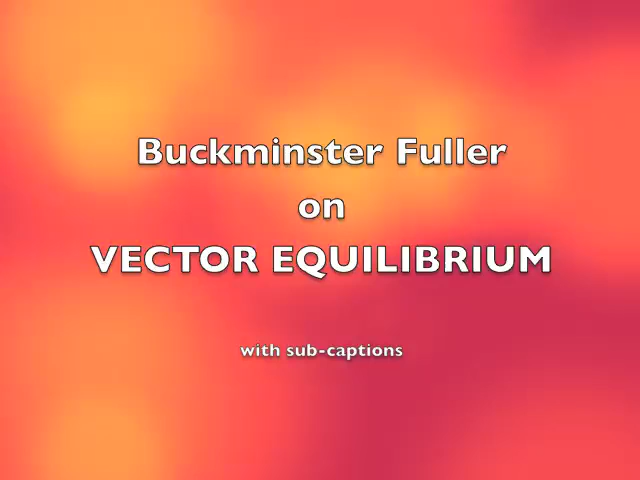 Buckminster Fuller
on
VECTOR EQUILIBRIUM
with sub-captions